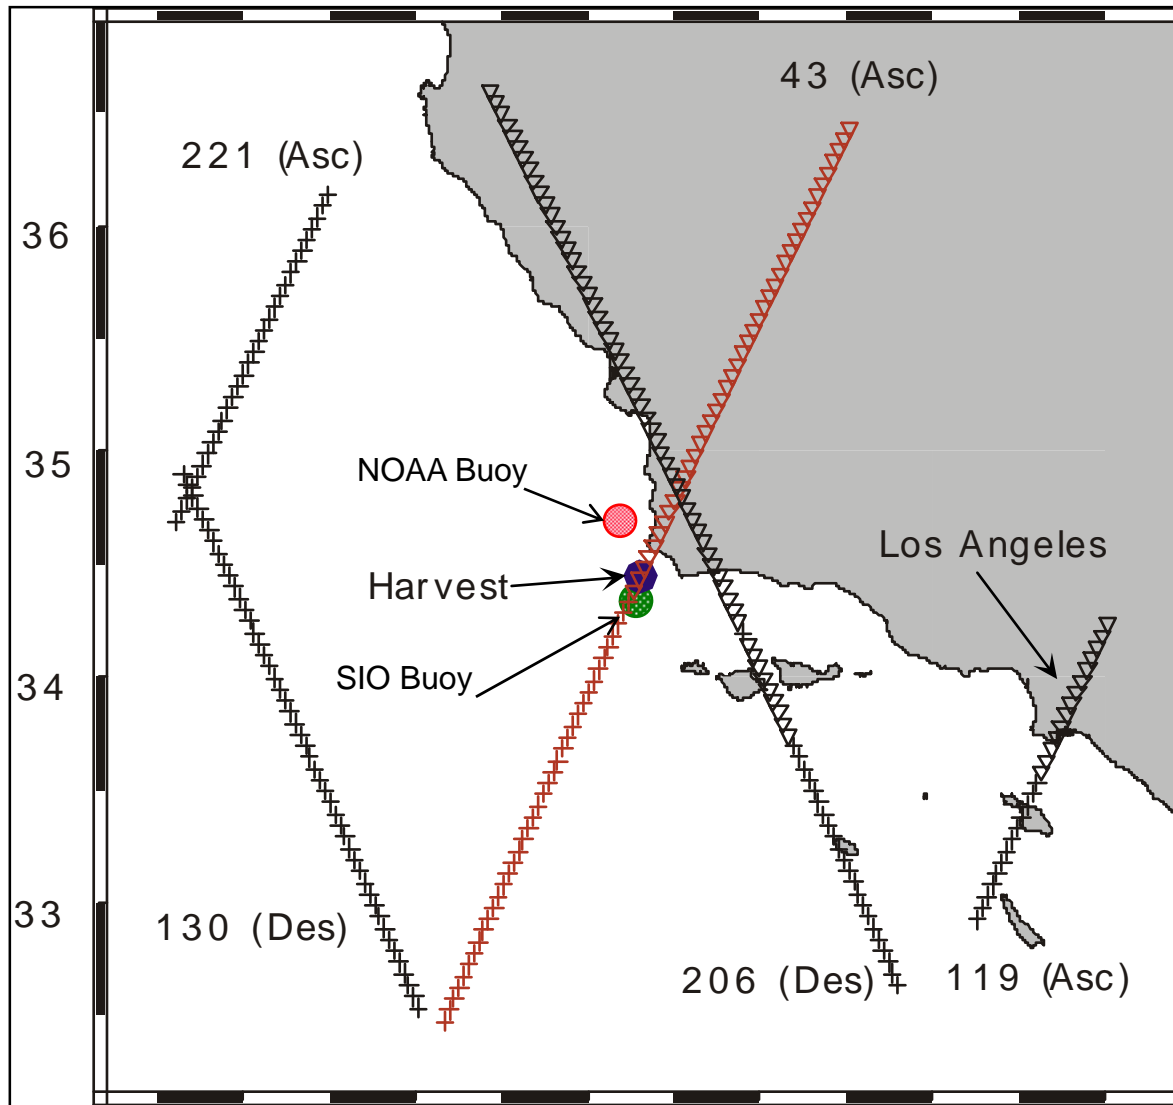 43 (Asc)
221 (Asc)
36
35
NOAA Buoy
Los Angeles
Harvest
SIO Buoy
34
33
130 (Des)
206 (Des)
119 (Asc)